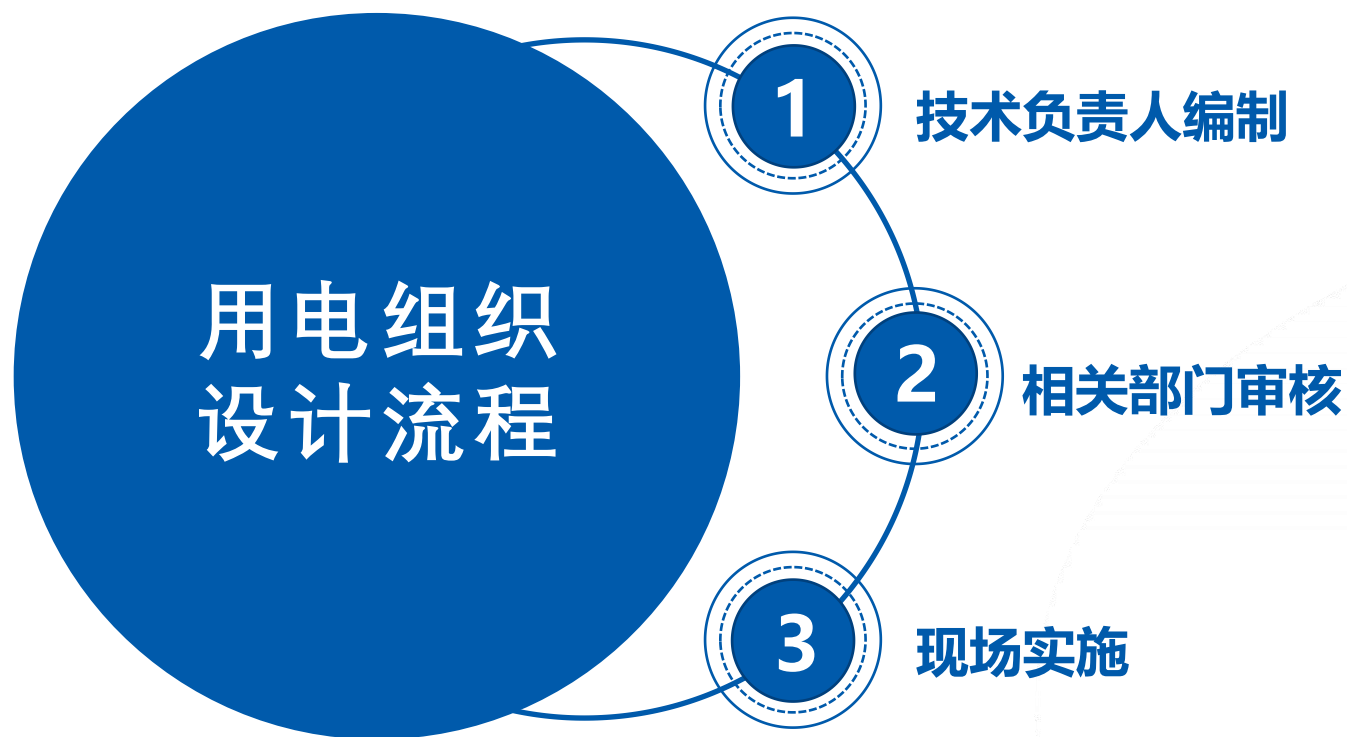 用电组织
设计流程
1
技术负责人编制
2
相关部门审核
3
现场实施